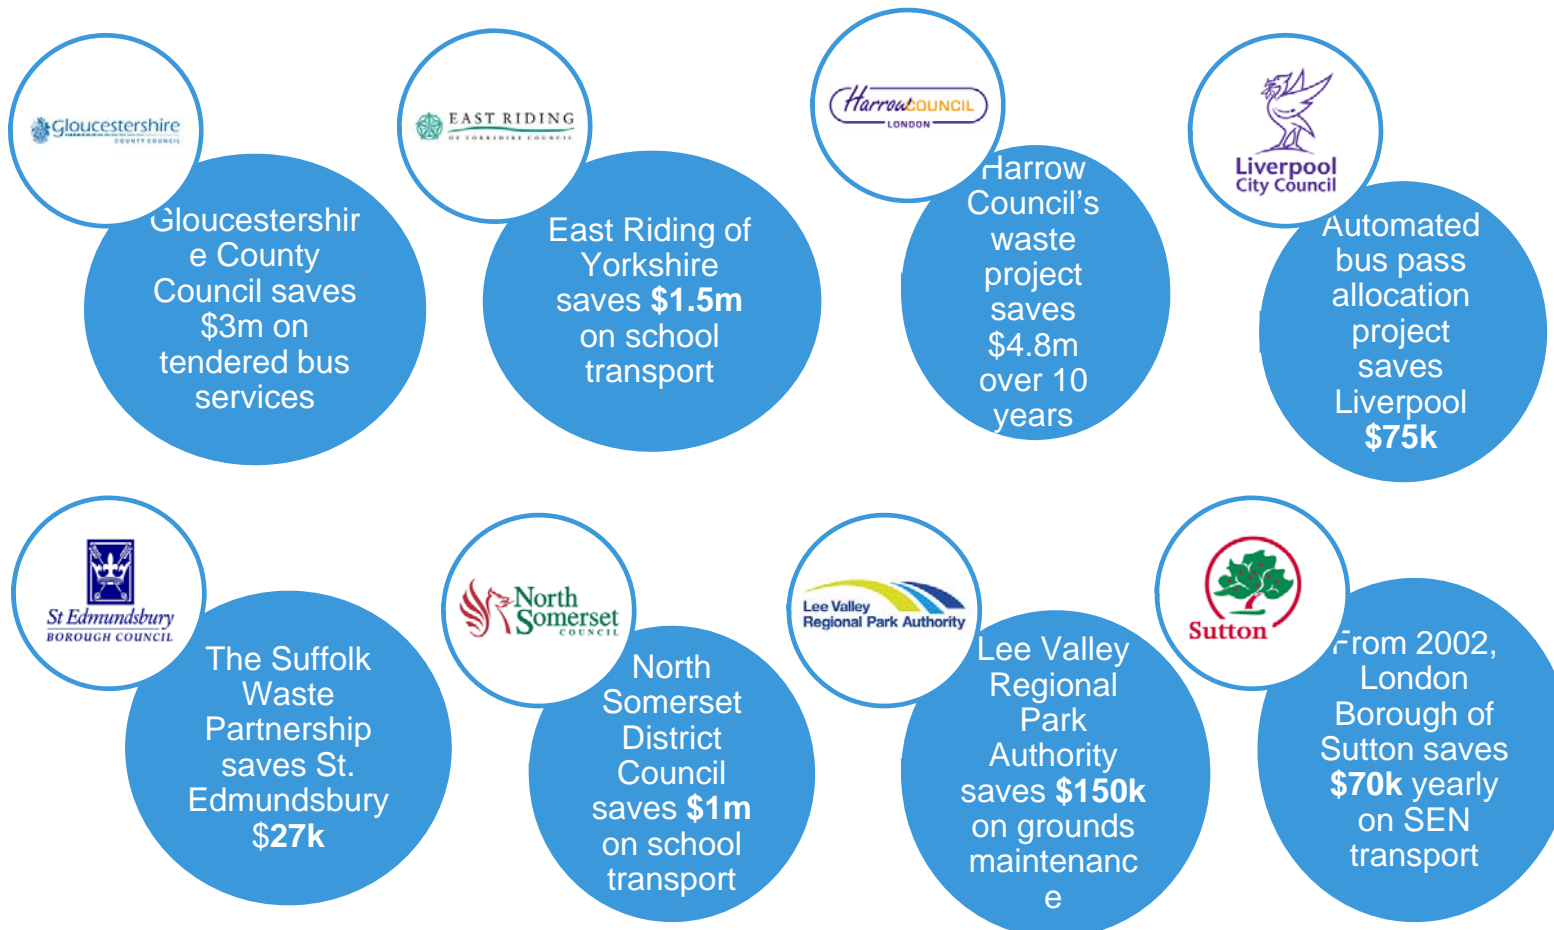 Gloucestershire
COUNTY COUNCIL
Gloucestershir
e County
Council saves
$3m on
tendered bus
services
EAST RIDING
OF YORKSHIRE COUNCIL
East Riding of
Yorkshire
saves $1.5m
on school
transport
HarrowCOUNCIL
LONDON
Harrow
Council’s
waste
project
saves
$4.8m
over 10
years
Liverpool
City Council
Automated
bus pass
allocation
project
saves
Liverpool
$75k
St Edmundsbury
BOROUGH COUNCIL
The Suffolk
Waste
Partnership
saves St.
Edmundsbury
$27k
North
Somerset
COUNCIL
North
Somerset
District
Council
saves $1m
on school
transport
Lee Valley
Regional Park Authority
Lee Valley
Regional
Park
Authority
saves $150k
on grounds
maintenanc
e
Sutton
From 2002,
London
Borough of
Sutton saves
$70k yearly
on SEN
transport